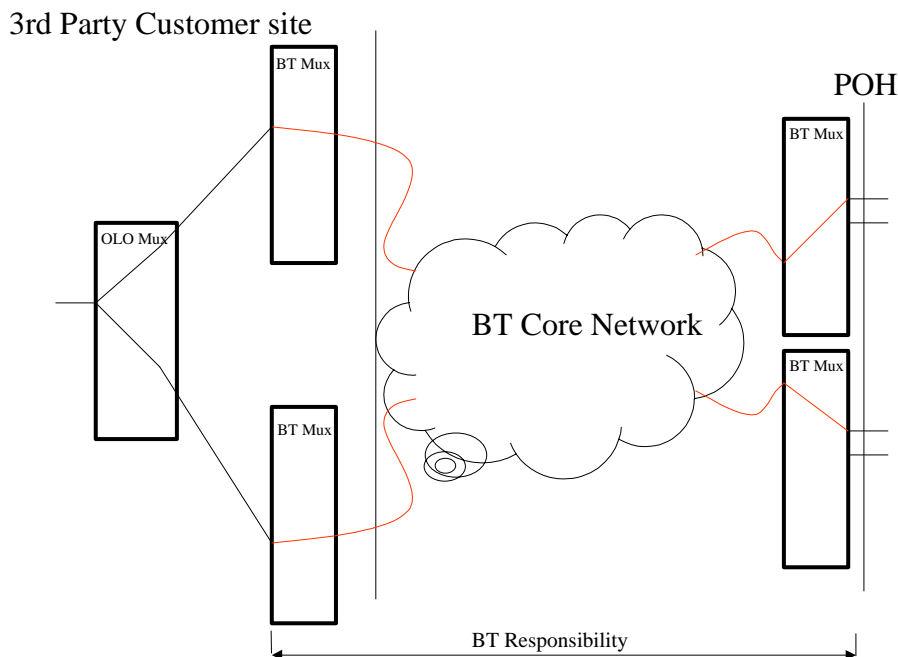 3rd Party Customer site
BT Mux
POH
BT Mux
OLO Mux
BT Core Network
BT Mux
BT Mux
BT Responsibility